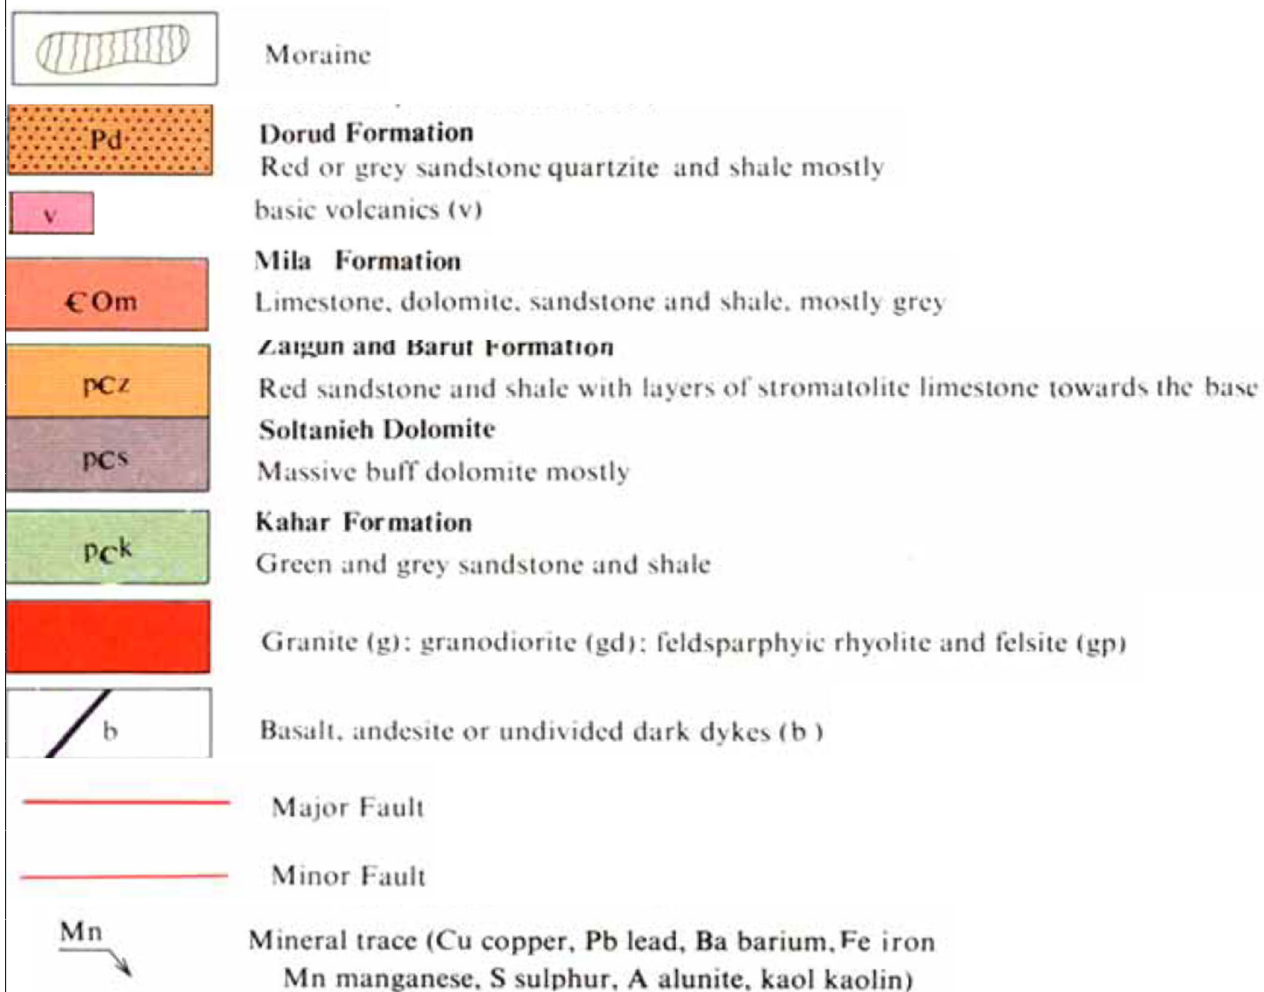 Moraine
Pd
Dorud Formation
Red or grey sandstone quartzite and shale mostly
v
basic volcanics (v)
Mila Formation
ЄOm
Limestone, dolomite, sandstone and shale, mostly grey
Zaigun and Barut Formation
pЄz
Red sandstone and shale with layers of stromatolite limestone towards the base
Soltanieh Dolomite
pЄs
Massive buff dolomite mostly
Kahar Formation
pЄk
Green and grey sandstone and shale
Granite (g): granodiorite (gd): feldsparphyic rhyolite and felsite (gp)
b
Basalt, andesite or undivided dark dykes (b )
Major Fault
Minor Fault
Mn
Mineral trace (Cu copper, Pb lead, Ba barium, Fe iron
Mn manganese, S sulphur, A alunite, kaol kaolin)